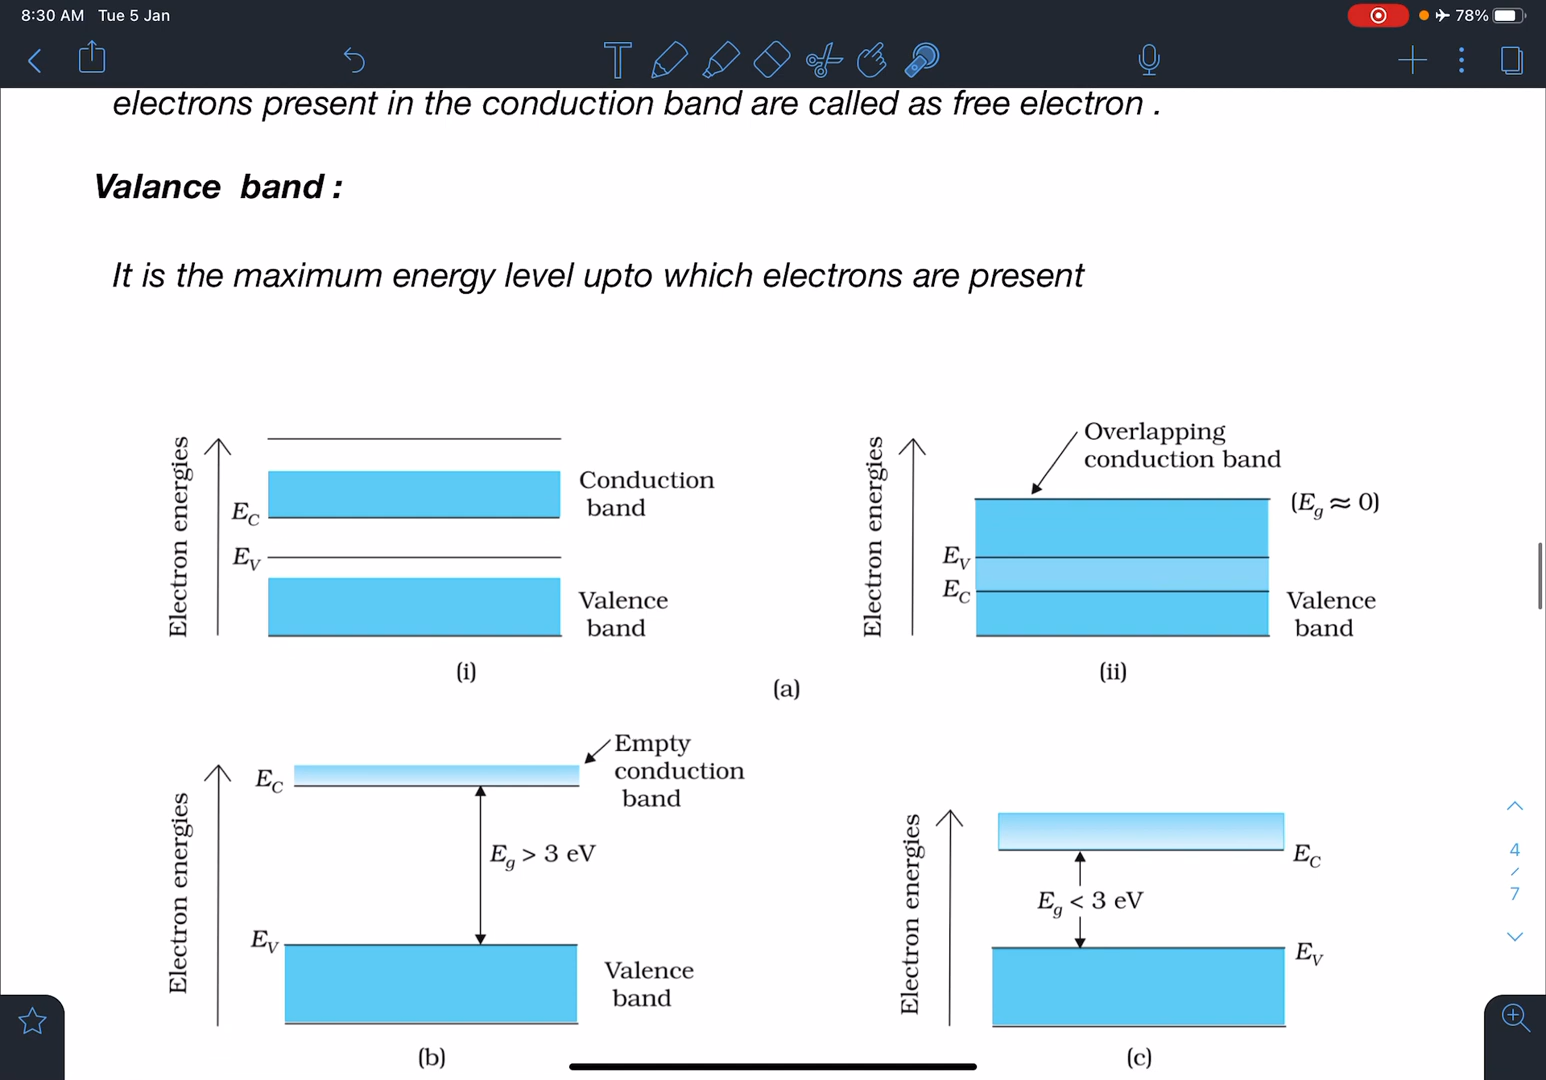 8:30 AM Tue 5 Jan
78%
T
electrons present in the conduction band are called as free electron .
Valance band :
It is the maximum energy level upto which electrons are present
Electron energies
E_C
E_V
Conduction
band
Valence
band
(i)
Electron energies
Overlapping
conduction band
(E_g ≈ 0)
E_V
E_C
Valence
band
(ii)
(a)
Electron energies
E_C
Empty
conduction
band
E_g > 3 eV
E_V
Valence
band
(b)
Electron energies
E_C
E_g < 3 eV
E_V
(c)
4
/
7